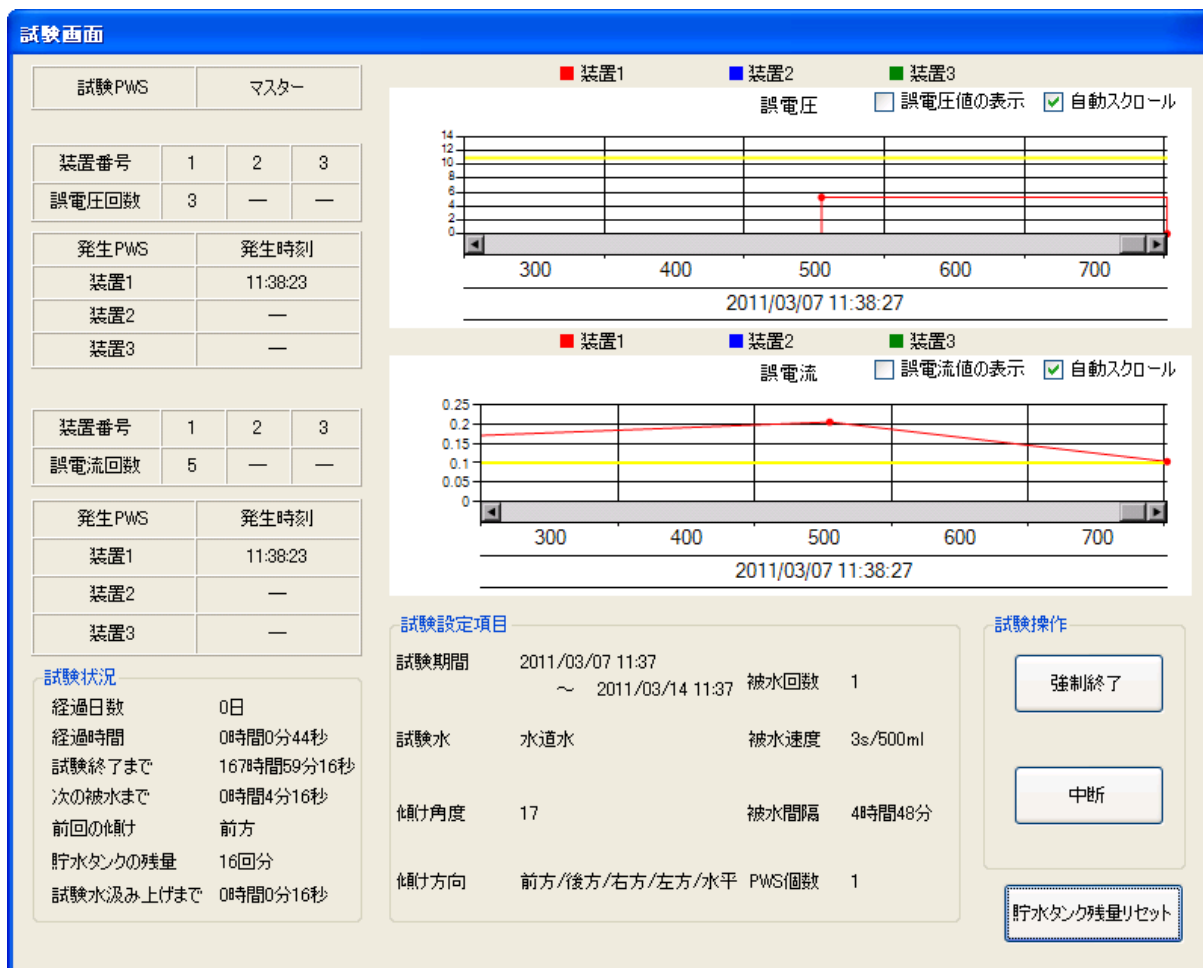 試験画面
試験PWS マスター
装置番号 1 2 3
誤電圧回数 3 — —
発生PWS 発生時刻
装置1 11:38:23
装置2 —
装置3 —
装置番号 1 2 3
誤電流回数 5 — —
発生PWS 発生時刻
装置1 11:38:23
装置2 —
装置3 —
試験状況
経過日数 0日
経過時間 0時間0分44秒
試験終了まで 167時間59分16秒
次の被水まで 0時間4分16秒
前回の傾け 前方
貯水タンクの残量 16回分
試験水汲み上げまで 0時間0分16秒
装置1 装置2 装置3
誤電圧 誤電圧値の表示 自動スクロール
14
12
10
8
6
4
2
0
300 400 500 600 700
2011/03/07 11:38:27
装置1 装置2 装置3
誤電流 誤電流値の表示 自動スクロール
0.25
0.2
0.15
0.1
0.05
0
300 400 500 600 700
2011/03/07 11:38:27
試験設定項目
試験期間 2011/03/07 11:37
～ 2011/03/14 11:37 被水回数 1
試験水 水道水 被水速度 3s/500ml
傾け角度 17 被水間隔 4時間48分
傾け方向 前方/後方/右方/左方/水平 PWS個数 1
試験操作
強制終了
中断
貯水タンク残量リセット